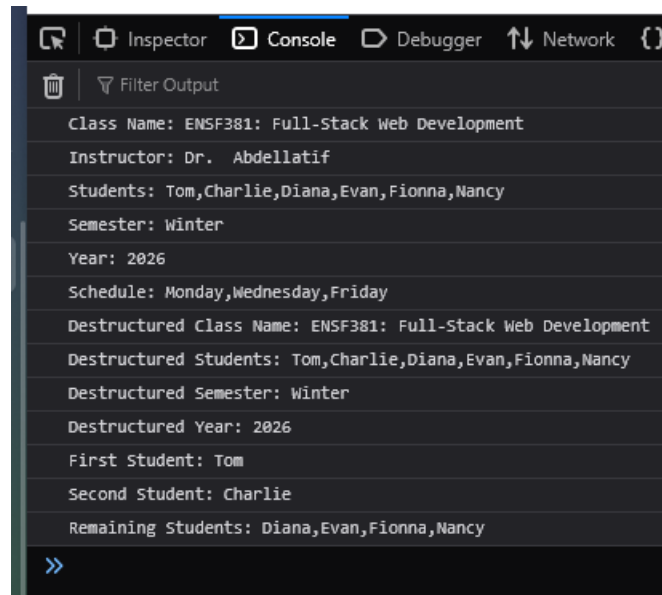 Inspector Console Debugger Network {}
Filter Output
Class Name: ENSF381: Full-Stack Web Development
Instructor: Dr.  Abdellatif
Students: Tom,Charlie,Diana,Evan,Fionna,Nancy
Semester: Winter
Year: 2026
Schedule: Monday,Wednesday,Friday
Destructured Class Name: ENSF381: Full-Stack Web Development
Destructured Students: Tom,Charlie,Diana,Evan,Fionna,Nancy
Destructured Semester: Winter
Destructured Year: 2026
First Student: Tom
Second Student: Charlie
Remaining Students: Diana,Evan,Fionna,Nancy